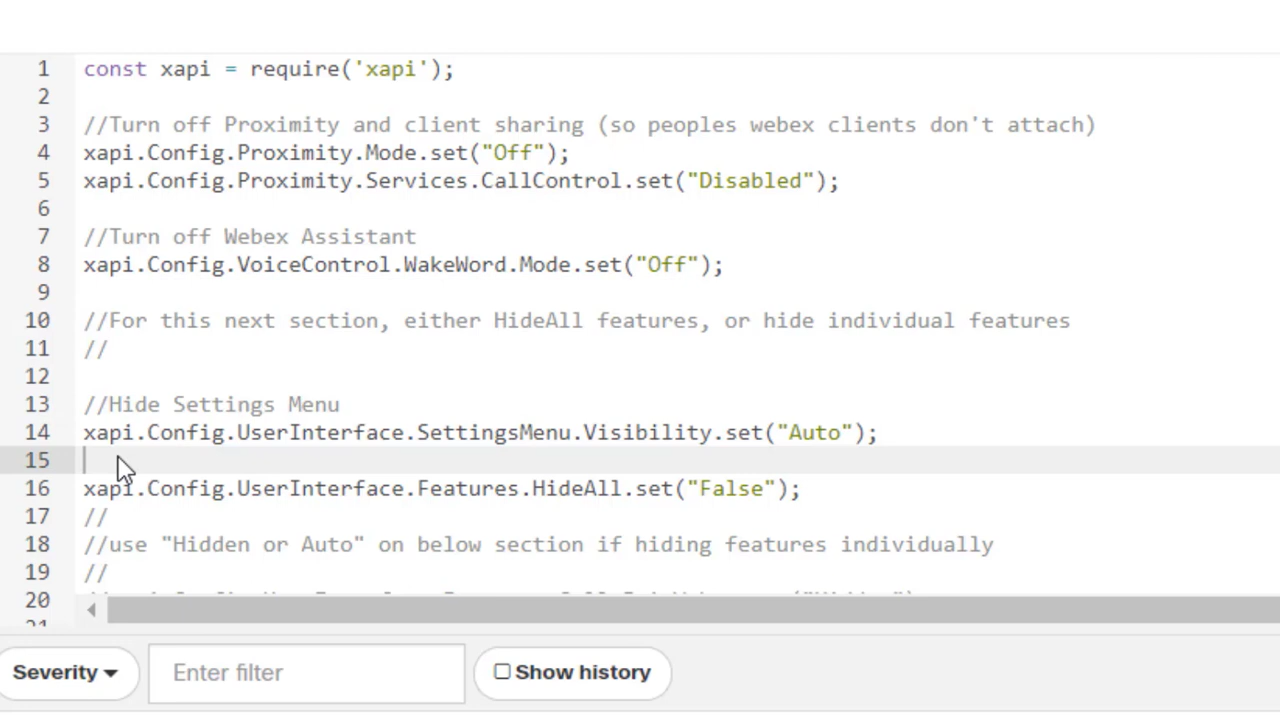 1 const xapi = require('xapi');
2
3 //Turn off Proximity and client sharing (so peoples webex clients don't attach)
4 xapi.Config.Proximity.Mode.set("Off");
5 xapi.Config.Proximity.Services.CallControl.set("Disabled");
6
7 //Turn off Webex Assistant
8 xapi.Config.VoiceControl.WakeWord.Mode.set("Off");
9
10 //For this next section, either HideAll features, or hide individual features
11 //
12
13 //Hide Settings Menu
14 xapi.Config.UserInterface.SettingsMenu.Visibility.set("Auto");
15
16 xapi.Config.UserInterface.Features.HideAll.set("False");
17 //
18 //use "Hidden or Auto" on below section if hiding features individually
19 //
20
21
Severity Enter filter Show history